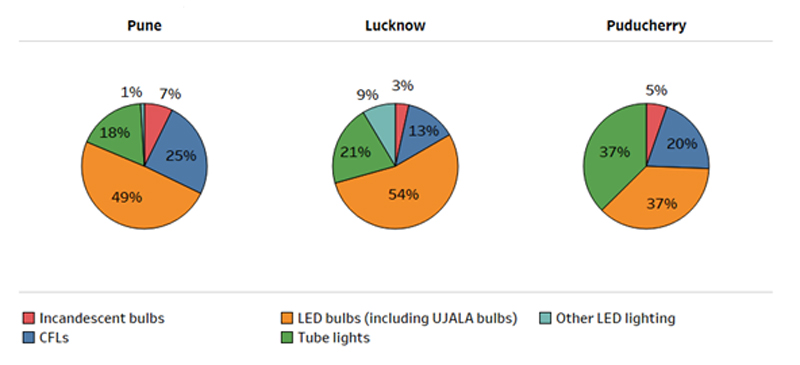 Pune Lucknow Puducherry
1% 7% 9% 3% 5%
18% 25% 21% 13% 37% 20%
49% 54% 37%
Incandescent bulbs LED bulbs (including UJALA bulbs) Other LED lighting
CFLs Tube lights